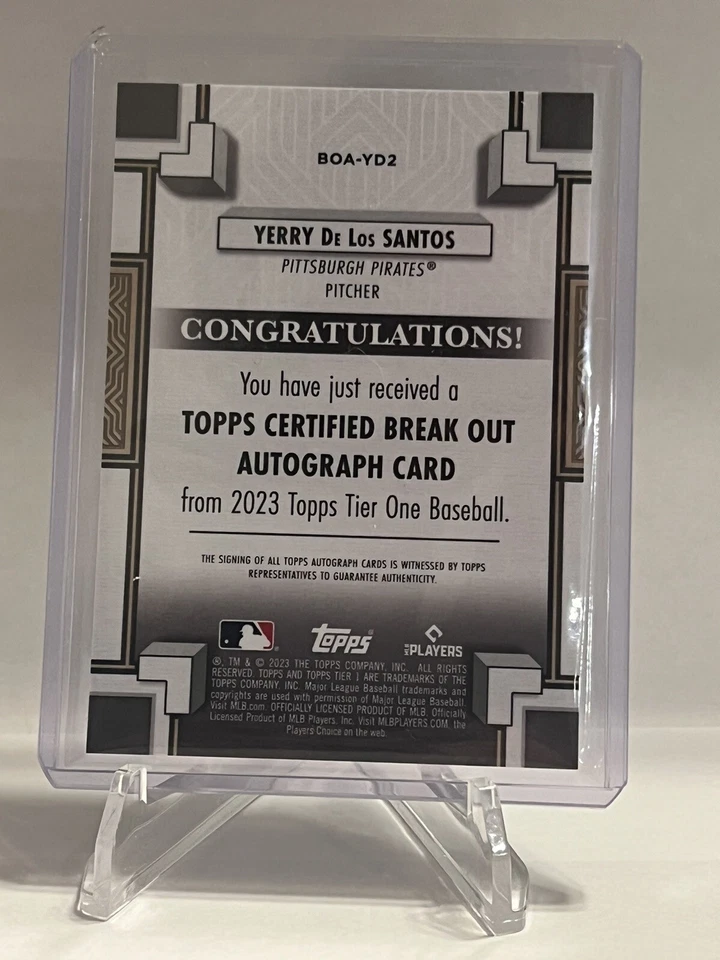 BOA-YD2
YERRY DE LOS SANTOS
PITTSBURGH PIRATES®
PITCHER
CONGRATULATIONS!
You have just received a
TOPPS CERTIFIED BREAK OUT
AUTOGRAPH CARD
from 2023 Topps Tier One Baseball.
THE SIGNING OF ALL TOPPS AUTOGRAPH CARDS IS WITNESSED BY TOPPS
REPRESENTATIVES TO GUARANTEE AUTHENTICITY.
topps® MLB PLAYERS
®, TM & © 2023 THE TOPPS COMPANY, INC. ALL RIGHTS
RESERVED. TOPPS AND TOPPS TIER 1 ARE TRADEMARKS OF THE
TOPPS COMPANY, INC. Major League Baseball trademarks and
copyrights are used with permission of Major League Baseball.
Visit MLB.com. OFFICIALLY LICENSED PRODUCT OF MLB. Officially
Licensed Product of MLB Players, Inc. Visit MLBPLAYERS.COM, the
Players Choice on the web.